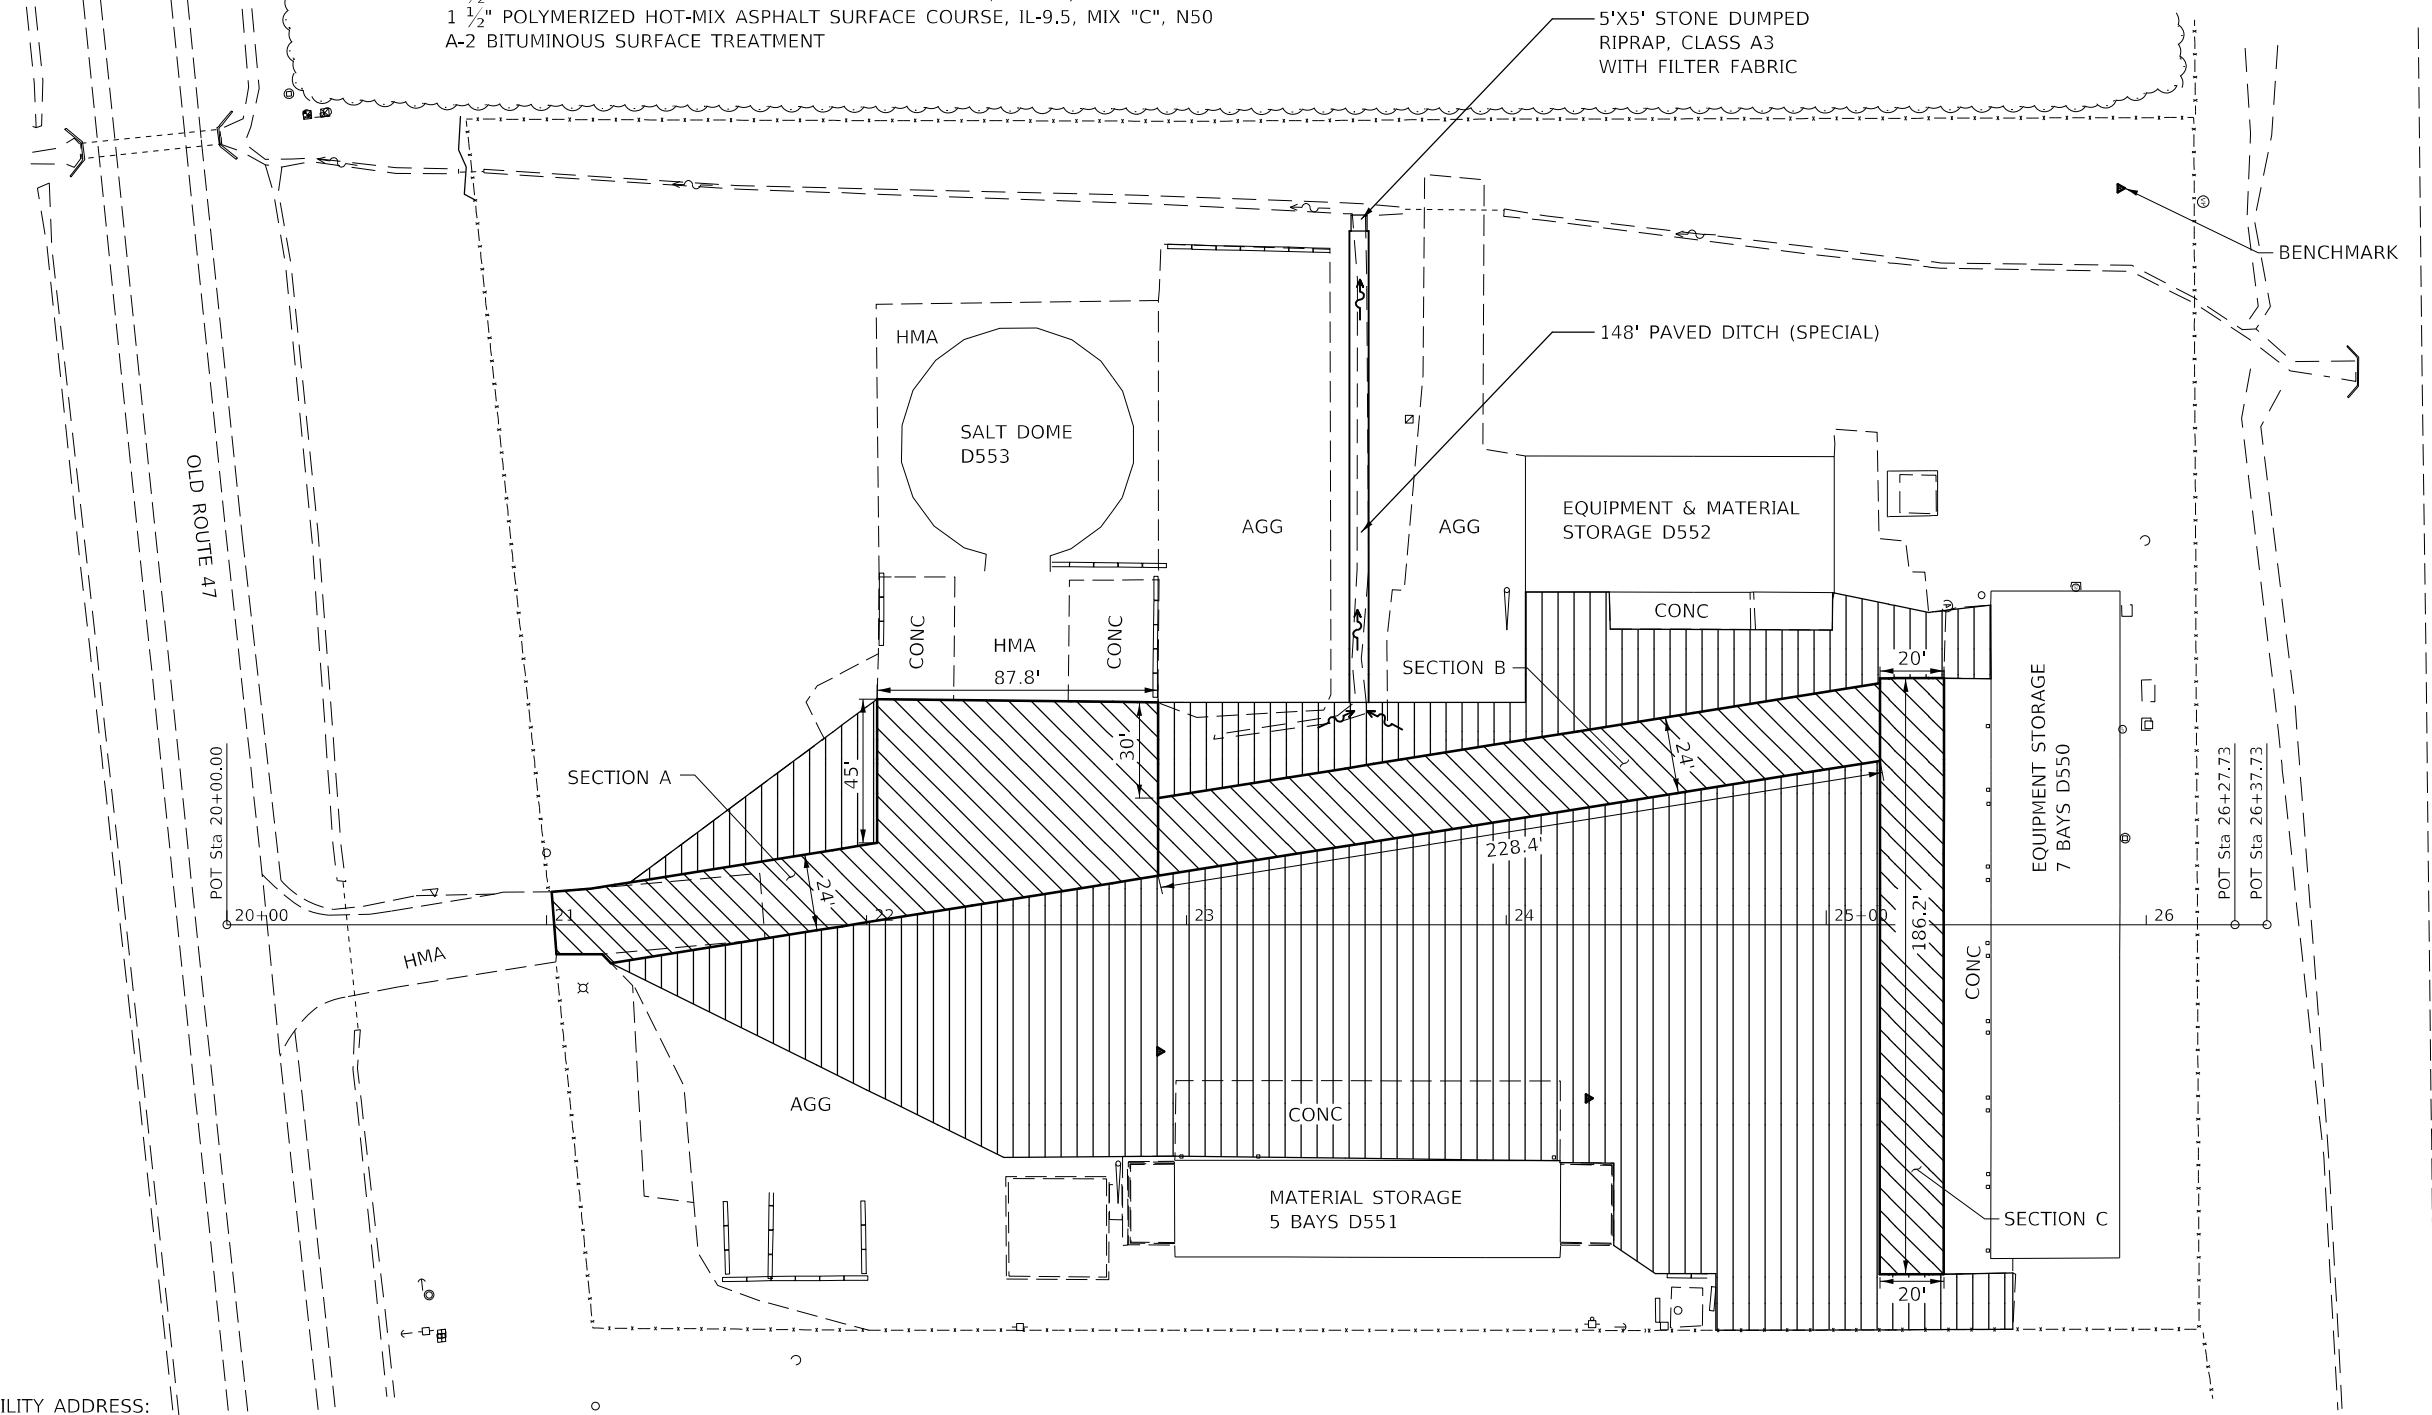 1 ½" POLYMERIZED HOT-MIX ASPHALT SURFACE COURSE, IL-9.5, MIX "C", N50
A-2 BITUMINOUS SURFACE TREATMENT
5'X5' STONE DUMPED
RIPRAP, CLASS A3
WITH FILTER FABRIC
BENCHMARK
148' PAVED DITCH (SPECIAL)
HMA
SALT DOME
D553
OLD ROUTE 47
AGG
AGG
EQUIPMENT & MATERIAL
STORAGE D552
CONC
CONC
CONC
HMA
87.8'
SECTION B
20'
EQUIPMENT STORAGE
7 BAYS D550
30'
45'
24'
SECTION A
24'
228.4'
186.2'
POT Sta 20+00.00
POT Sta 26+27.73
POT Sta 26+37.73
20+00
21
22
23
24
25+00
26
HMA
CONC
AGG
CONC
MATERIAL STORAGE
5 BAYS D551
SECTION C
20'
ILITY ADDRESS: